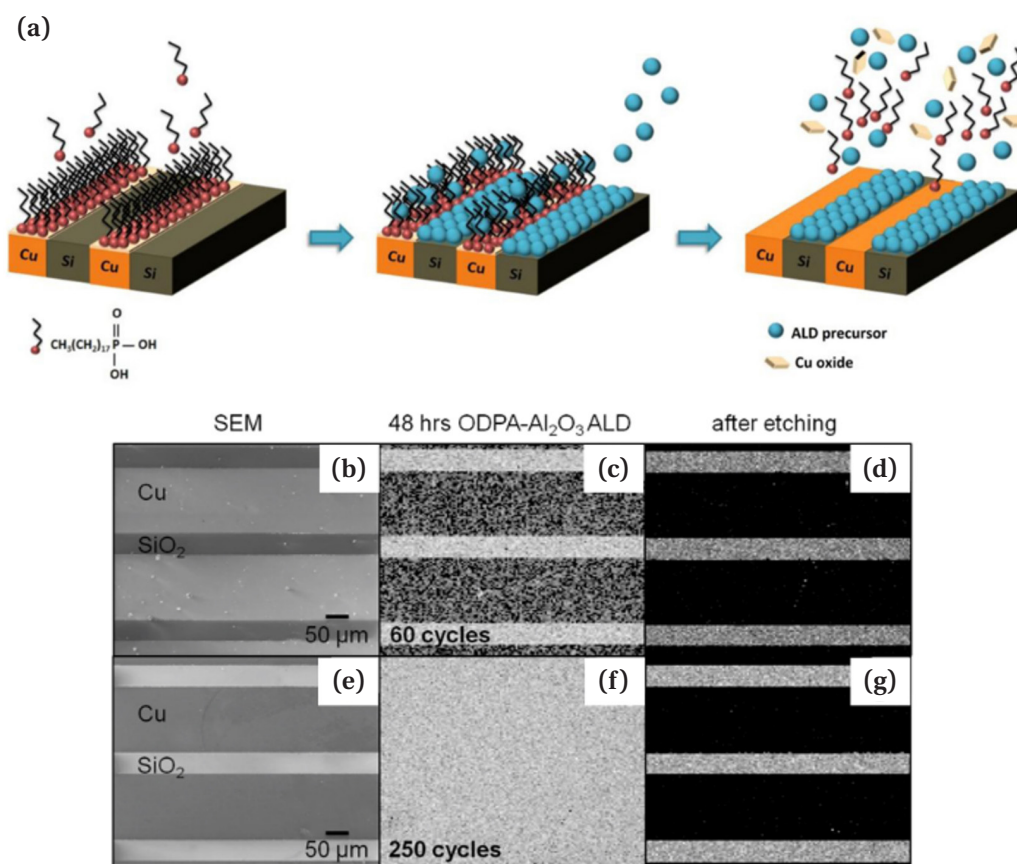 (a)
Cu Si Cu Si
Cu Si Cu Si
Cu Si Cu Si
O
CH₃(CH₂)₁₇P — OH
OH
ALD precursor
Cu oxide
SEM 48 hrs ODPA-Al₂O₃ ALD after etching
(b) (c) (d)
Cu
SiO₂
50 µm 60 cycles
(e) (f) (g)
Cu
SiO₂
50 µm 250 cycles